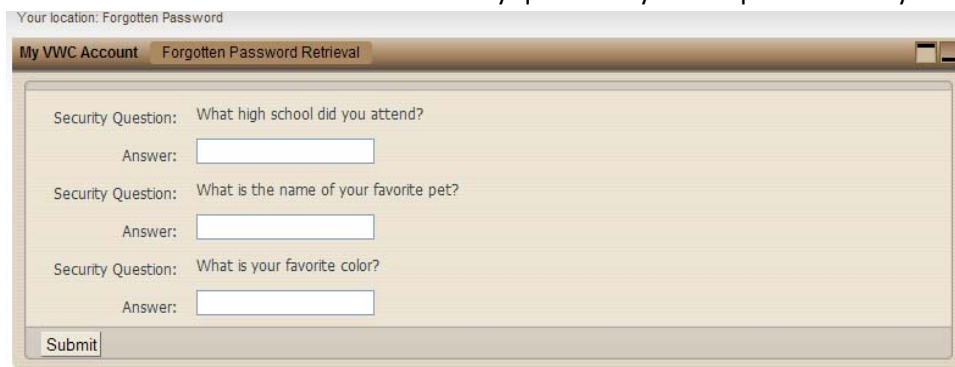 Your location: Forgotten Password
My VWC Account Forgotten Password Retrieval
Security Question: What high school did you attend?
Answer:
Security Question: What is the name of your favorite pet?
Answer:
Security Question: What is your favorite color?
Answer:
Submit